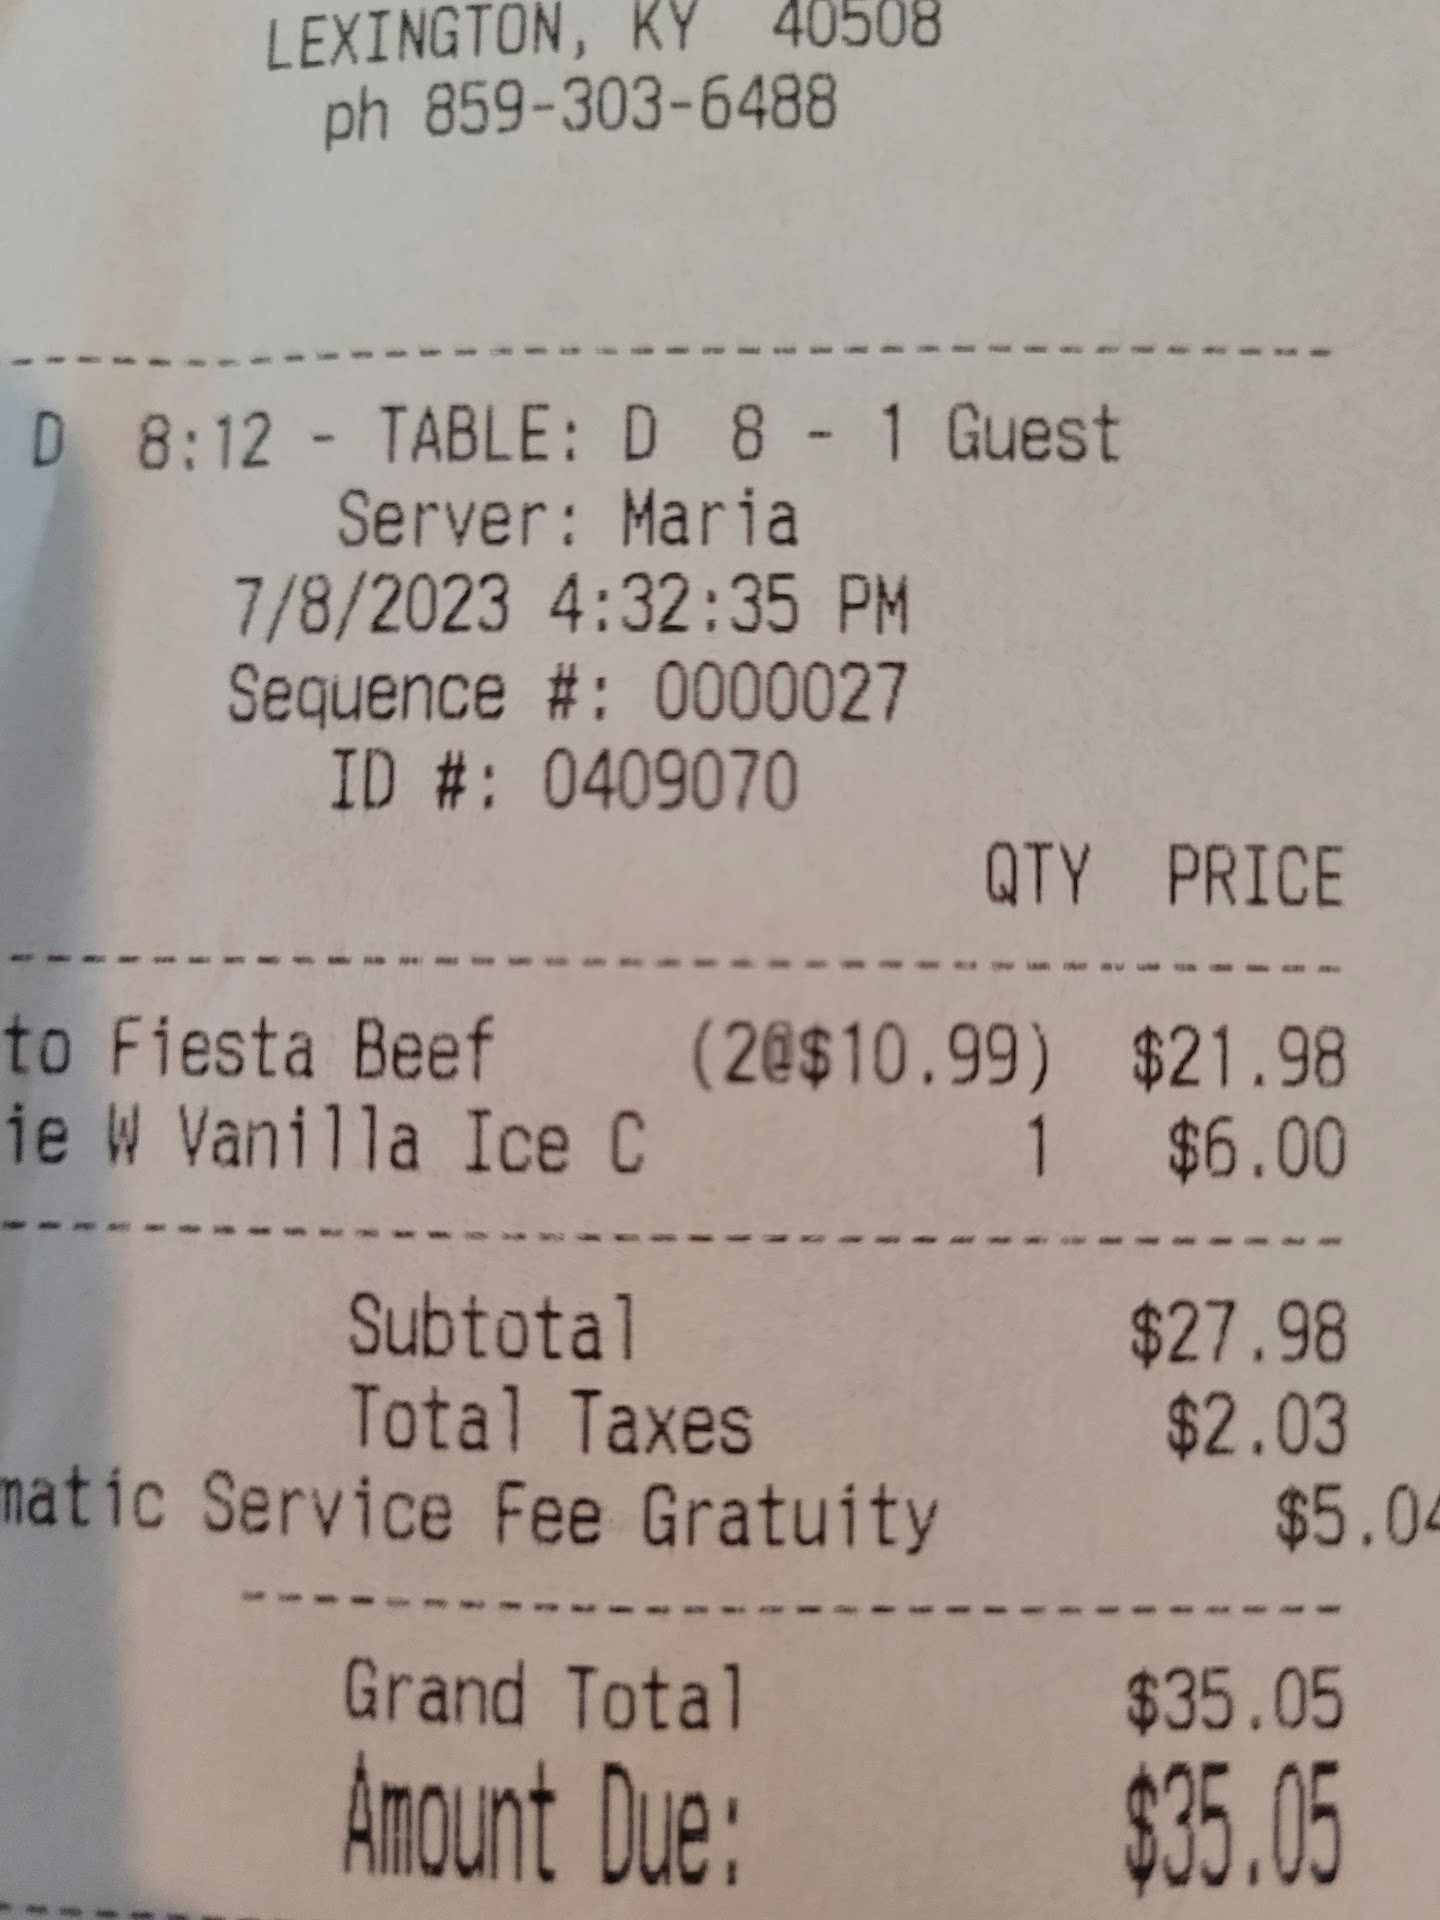 LEXINGTON, KY 40508
ph 859-303-6488
D 8:12 - TABLE: D 8 - 1 Guest
Server: Maria
7/8/2023 4:32:35 PM
Sequence #: 0000027
ID #: 0409070
QTY PRICE
to Fiesta Beef (2@$10.99) $21.98
ie W Vanilla Ice C 1 $6.00
Subtotal $27.98
Total Taxes $2.03
matic Service Fee Gratuity $5.04
Grand Total $35.05
Amount Due: $35.05